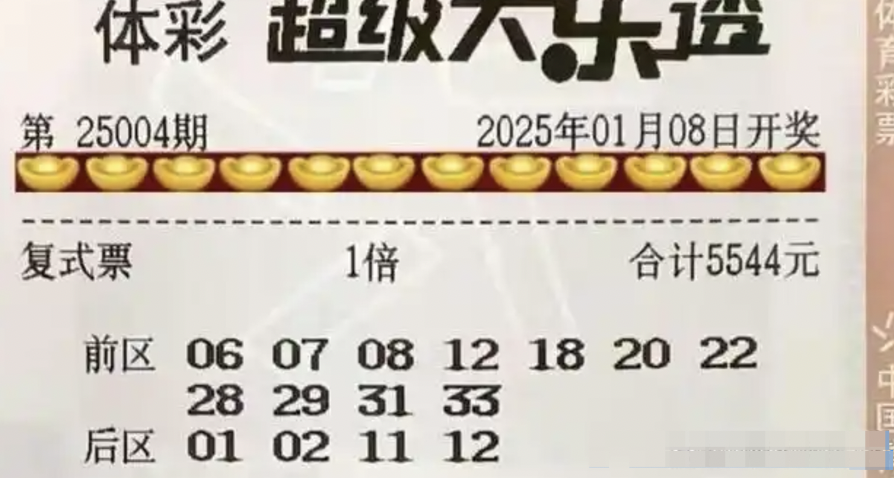 体彩 超级大乐透
第 25004期 2025年01月08日开奖
复式票 1倍 合计5544元
前区 06 07 08 12 18 20 22
28 29 31 33
后区 01 02 11 12
体育彩票
中国